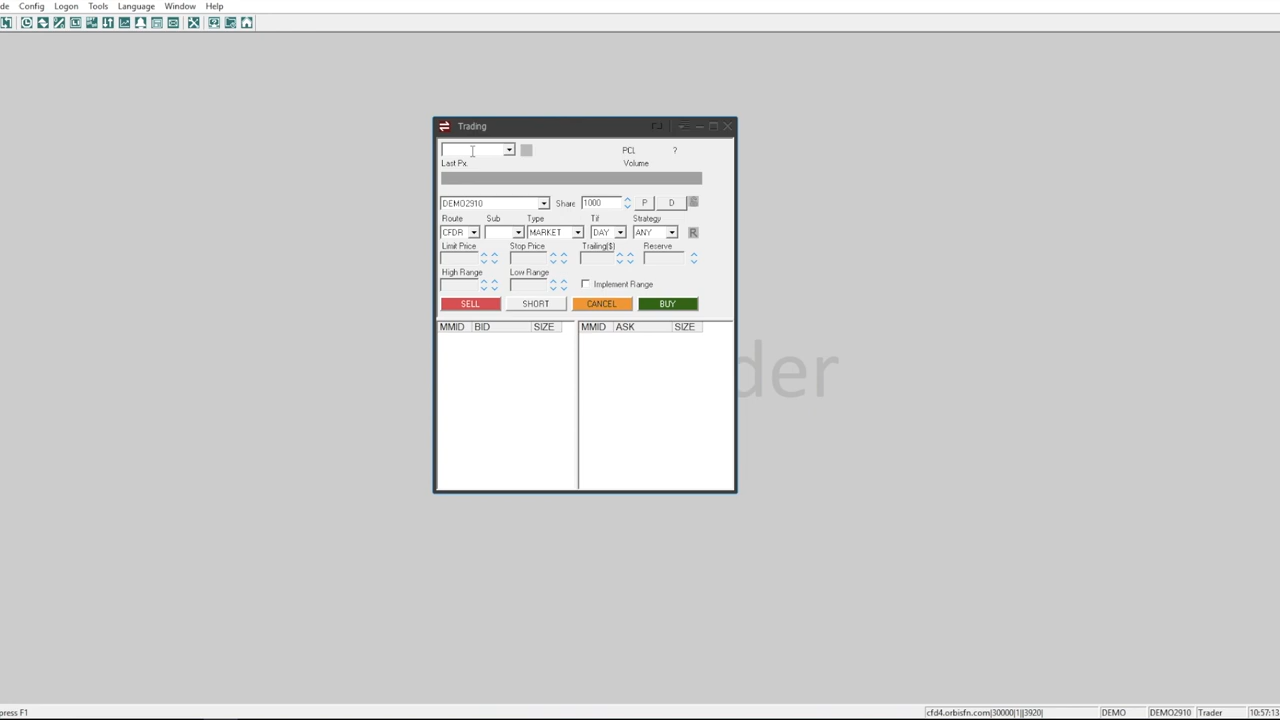 de Config Logon Tools Language Window Help
Trading
PCL ?
Last Px. Volume
DEMO2910 Share 1000 P D
Route Sub Type Tif Strategy
CFDR MARKET DAY ANY R
Limit Price Stop Price Trailing($) Reserve
High Range Low Range
Implement Range
SELL SHORT CANCEL BUY
MMID BID SIZE MMID ASK SIZE
der
press F1 cfd4.orbisfn.com|30000|1||3920| DEMO DEMO2910 Trader 10:57:13